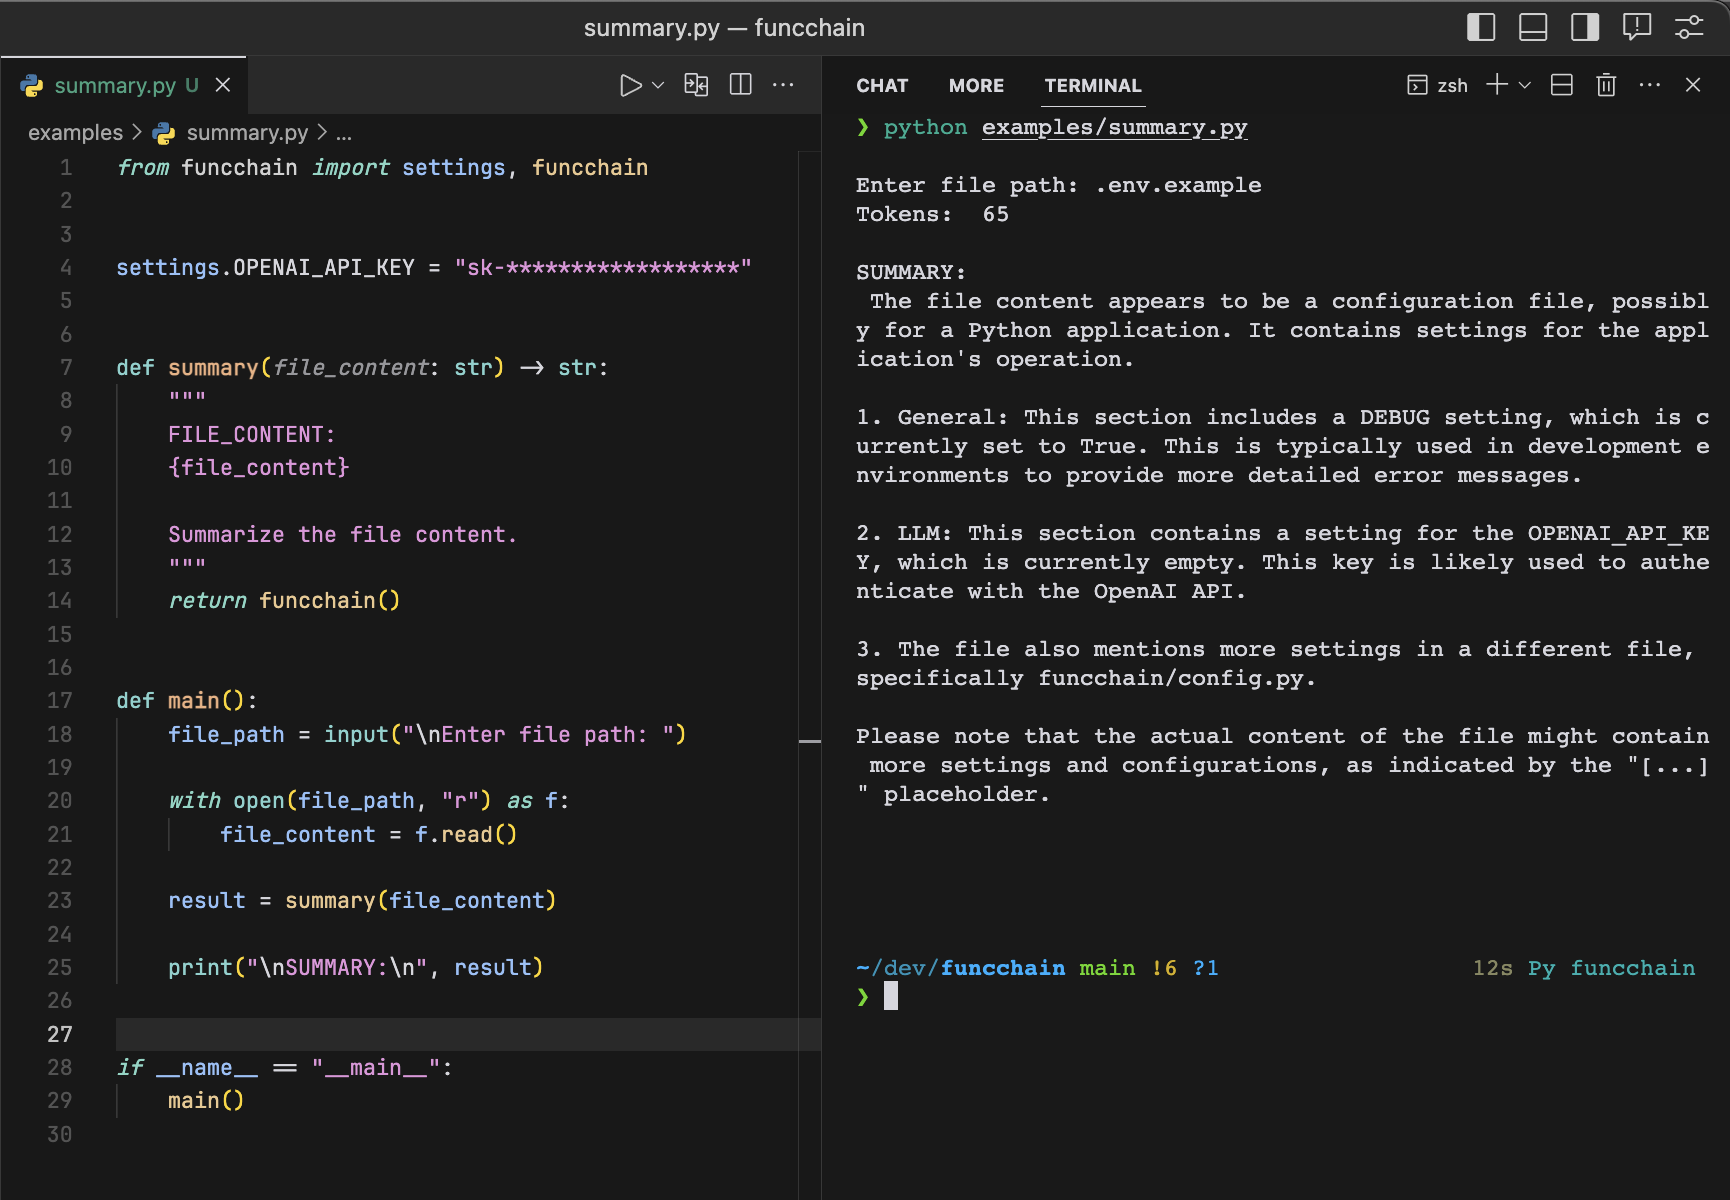 summary.py — funcchain
summary.py U
examples > summary.py > ...
1 from funcchain import settings, funcchain
2
3
4 settings.OPENAI_API_KEY = "sk-******************"
5
6
7 def summary(file_content: str) → str:
8 """
9 FILE_CONTENT:
10 {file_content}
11
12 Summarize the file content.
13 """
14 return funcchain()
15
16
17 def main():
18 file_path = input("\nEnter file path: ")
19
20 with open(file_path, "r") as f:
21 file_content = f.read()
22
23 result = summary(file_content)
24
25 print("\nSUMMARY:\n", result)
26
27
28 if __name__ == "__main__":
29 main()
30
CHAT MORE TERMINAL zsh
❯ python examples/summary.py
Enter file path: .env.example
Tokens: 65
SUMMARY:
The file content appears to be a configuration file, possibl
y for a Python application. It contains settings for the appl
ication's operation.
1. General: This section includes a DEBUG setting, which is c
urrently set to True. This is typically used in development e
nvironments to provide more detailed error messages.
2. LLM: This section contains a setting for the OPENAI_API_KE
Y, which is currently empty. This key is likely used to authe
nticate with the OpenAI API.
3. The file also mentions more settings in a different file,
specifically funcchain/config.py.
Please note that the actual content of the file might contain
more settings and configurations, as indicated by the "[...]
" placeholder.
~/dev/funcchain main !6 ?1 12s Py funcchain
❯